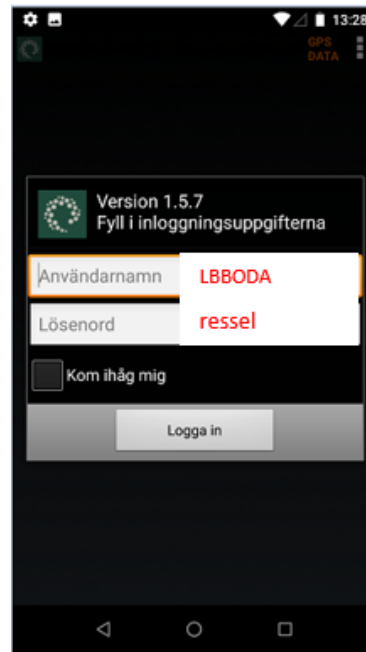 13:28
GPS
DATA
Version 1.5.7
Fyll i inloggningsuppgifterna
Användarnamn LBBODA
Lösenord ressel
Kom ihåg mig
Logga in